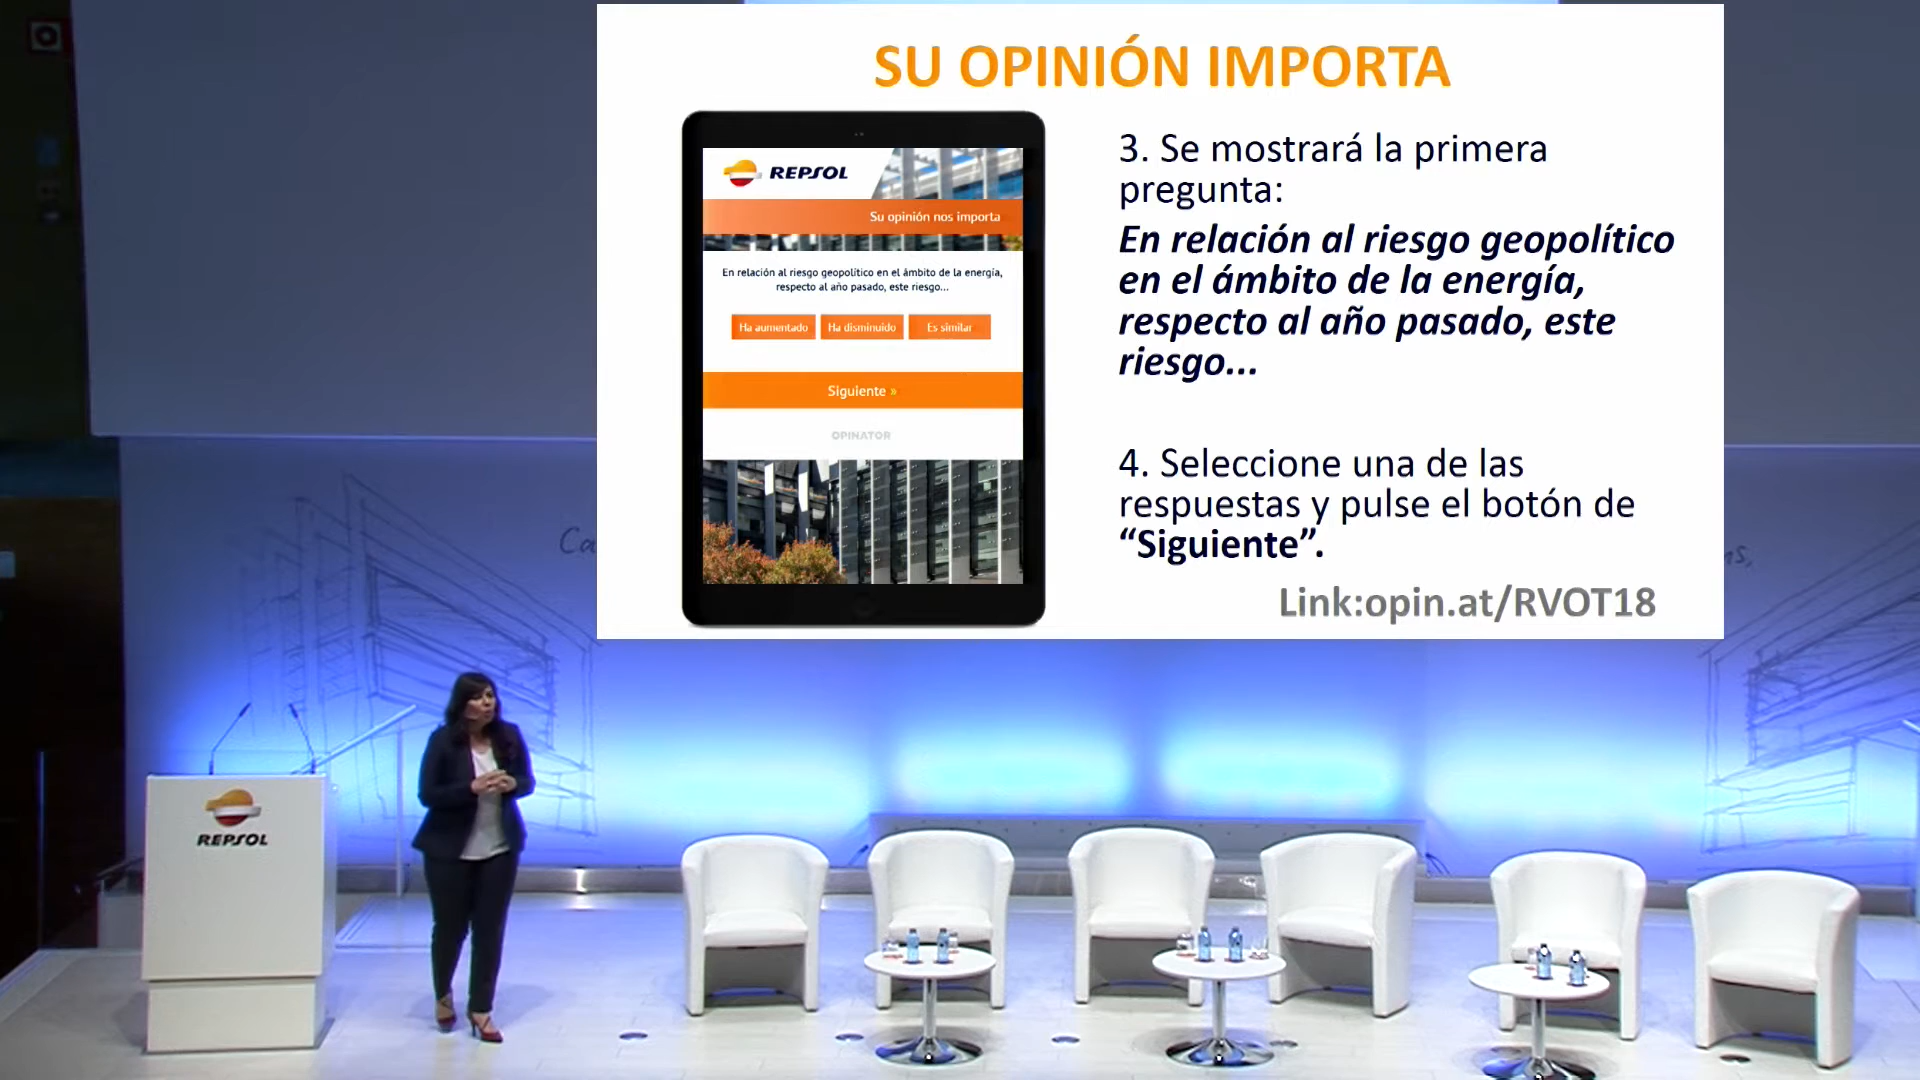 SU OPINIÓN IMPORTA
REPSOL
Su opinión nos importa
En relación al riesgo geopolítico en el ámbito de la energía,
respecto al año pasado, este riesgo...
Ha aumentado
Ha disminuido
Es similar
Siguiente »
OPINATOR
3. Se mostrará la primera
pregunta:
En relación al riesgo geopolítico
en el ámbito de la energía,
respecto al año pasado, este
riesgo...
4. Seleccione una de las
respuestas y pulse el botón de
“Siguiente”.
Link:opin.at/RVOT18
REPSOL